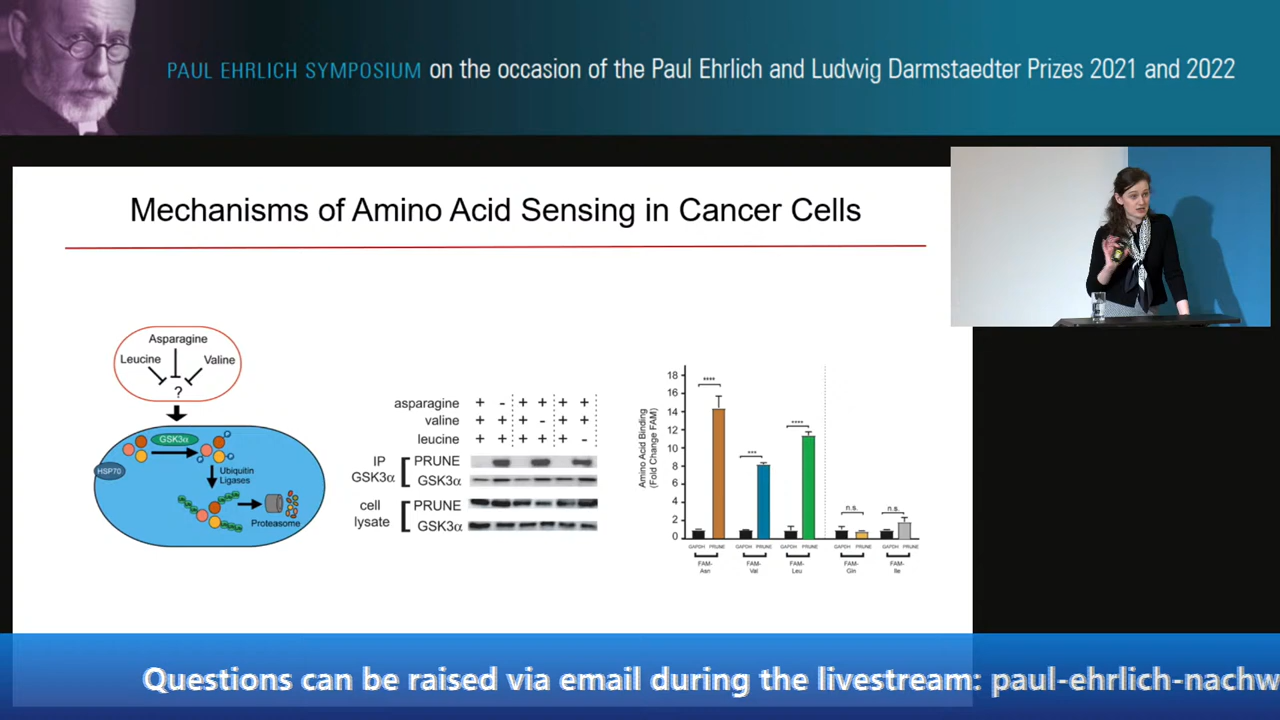 PAUL EHRLICH SYMPOSIUM on the occasion of the Paul Ehrlich and Ludwig Darmstaedter Prizes 2021 and 2022
Mechanisms of Amino Acid Sensing in Cancer Cells
Asparagine
Leucine
Valine
?
GSK3α
HSP70
Ubiquitin
Ligases
Proteasome
asparagine + - + + + +
valine + + + - + +
leucine + + + + + -
IP
GSK3α
PRUNE
GSK3α
cell
lysate
PRUNE
GSK3α
Amino Acid Binding
(Fold Change FAM)
18
16
14
12
10
8
6
4
2
0
****
***
****
n.s.
n.s.
GAPDH PRUNE GAPDH PRUNE GAPDH PRUNE GAPDH PRUNE GAPDH PRUNE
FAM-
Asn
FAM-
Val
FAM-
Leu
FAM-
Gln
FAM-
Ile
Questions can be raised via email during the livestream: paul-ehrlich-nachw